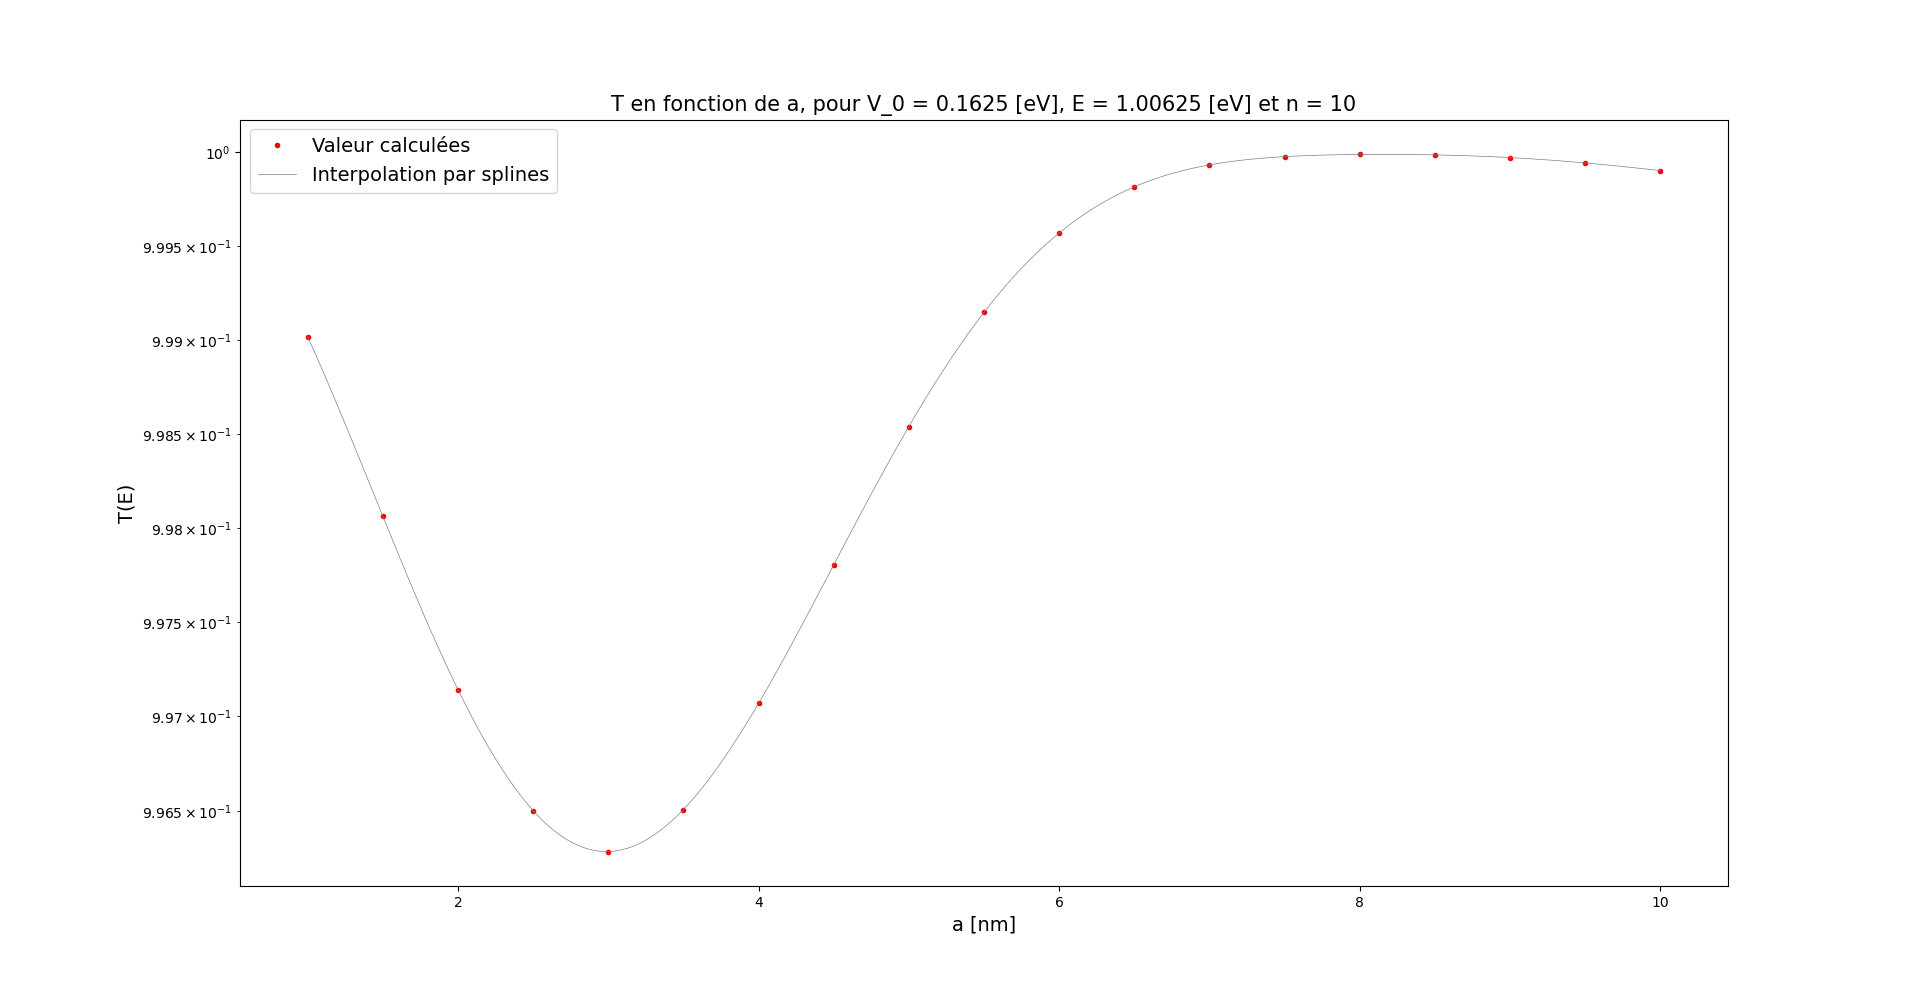 T en fonction de a, pour V_0 = 0.1625 [eV], E = 1.00625 [eV] et n = 10
Valeur calculées
Interpolation par splines
10⁰
9.995 × 10⁻¹
9.99 × 10⁻¹
9.985 × 10⁻¹
9.98 × 10⁻¹
9.975 × 10⁻¹
9.97 × 10⁻¹
9.965 × 10⁻¹
T(E)
2 4 6 8 10
a [nm]